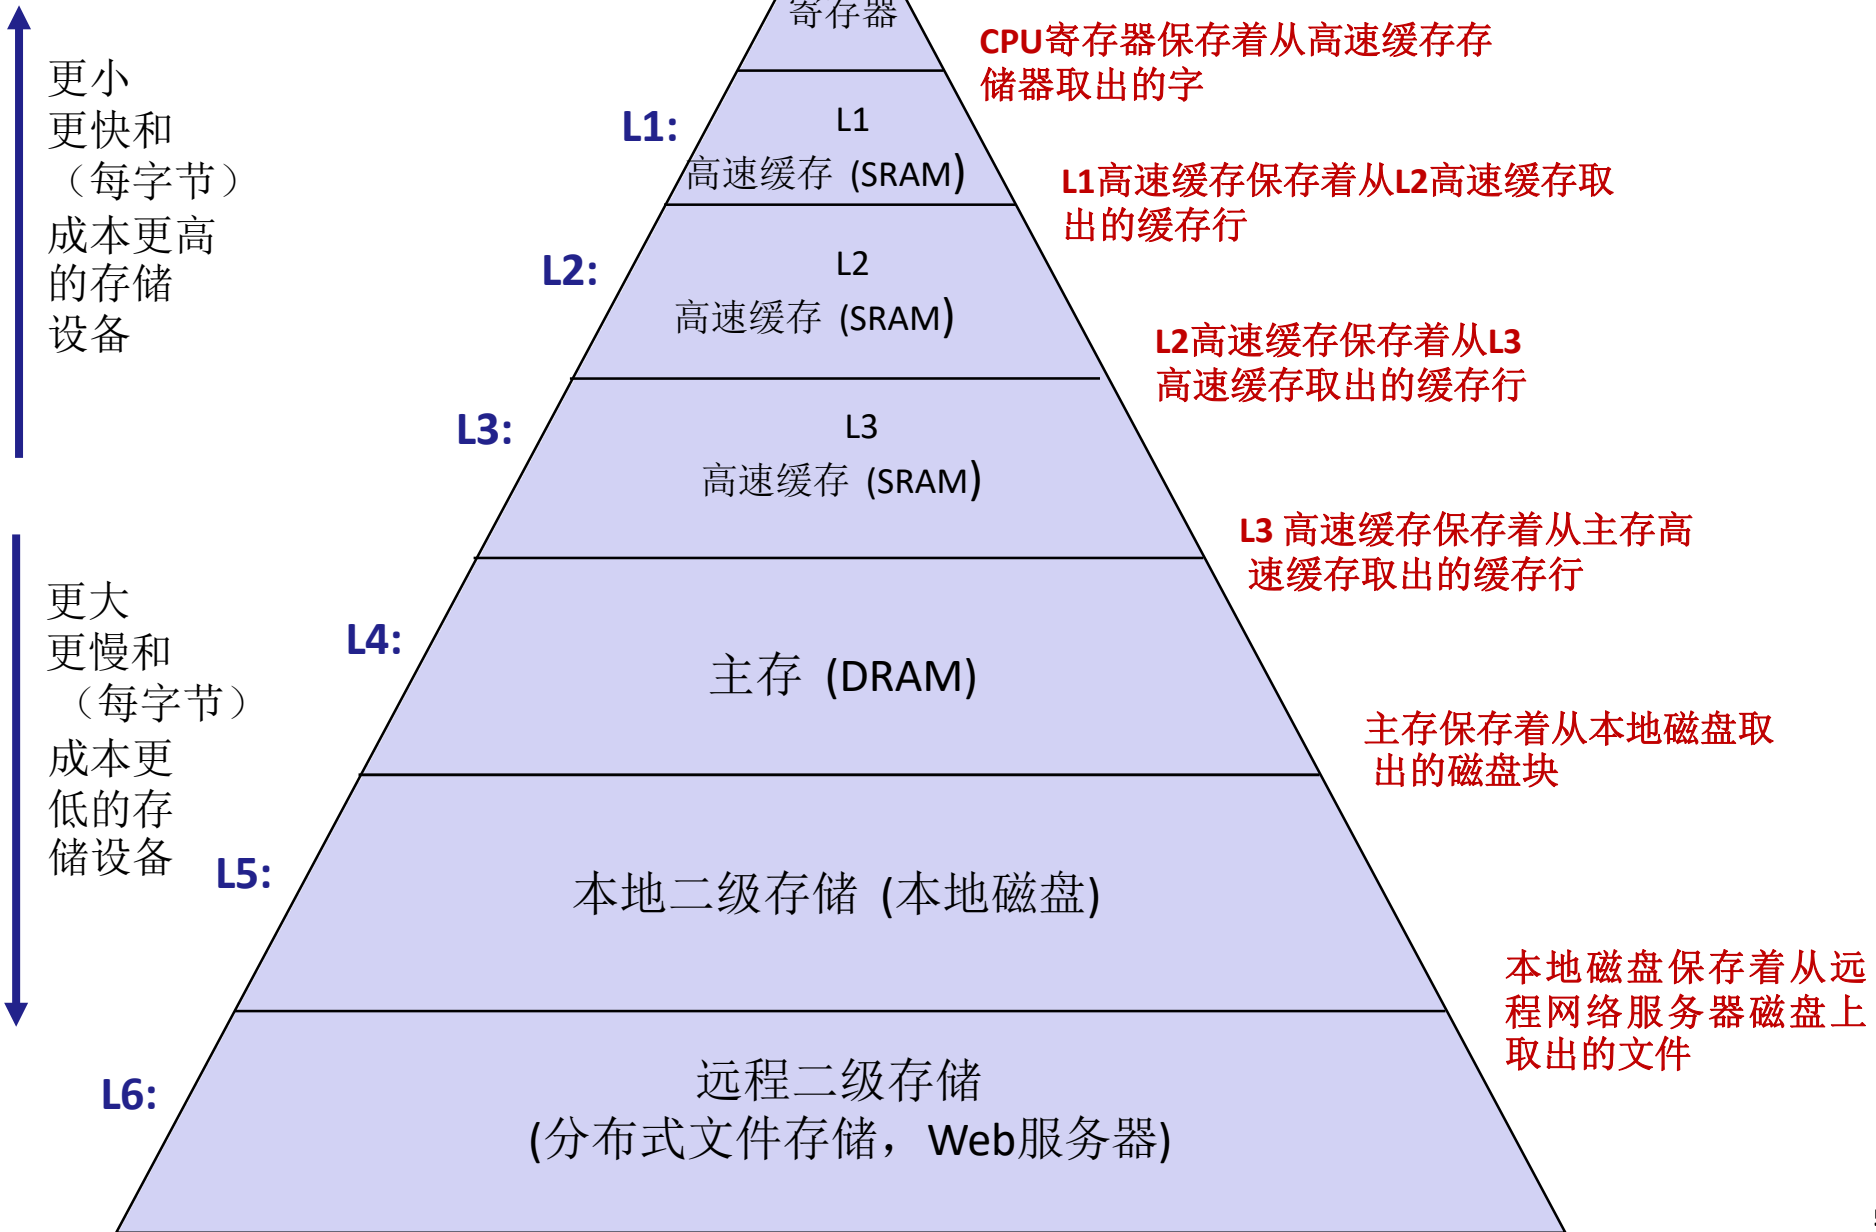 寄存器
CPU寄存器保存着从高速缓存存
储器取出的字
更小
更快和
（每字节）
成本更高
的存储
设备
L1:
L1
高速缓存 (SRAM)
L1高速缓存保存着从L2高速缓存取
出的缓存行
L2:
L2
高速缓存 (SRAM)
L2高速缓存保存着从L3
高速缓存取出的缓存行
L3:
L3
高速缓存 (SRAM)
L3 高速缓存保存着从主存高
速缓存取出的缓存行
更大
更慢和
（每字节）
成本更
低的存
储设备
L4:
主存 (DRAM)
主存保存着从本地磁盘取
出的磁盘块
L5:
本地二级存储 (本地磁盘)
本地磁盘保存着从远
程网络服务器磁盘上
取出的文件
L6:
远程二级存储
(分布式文件存储，Web服务器)